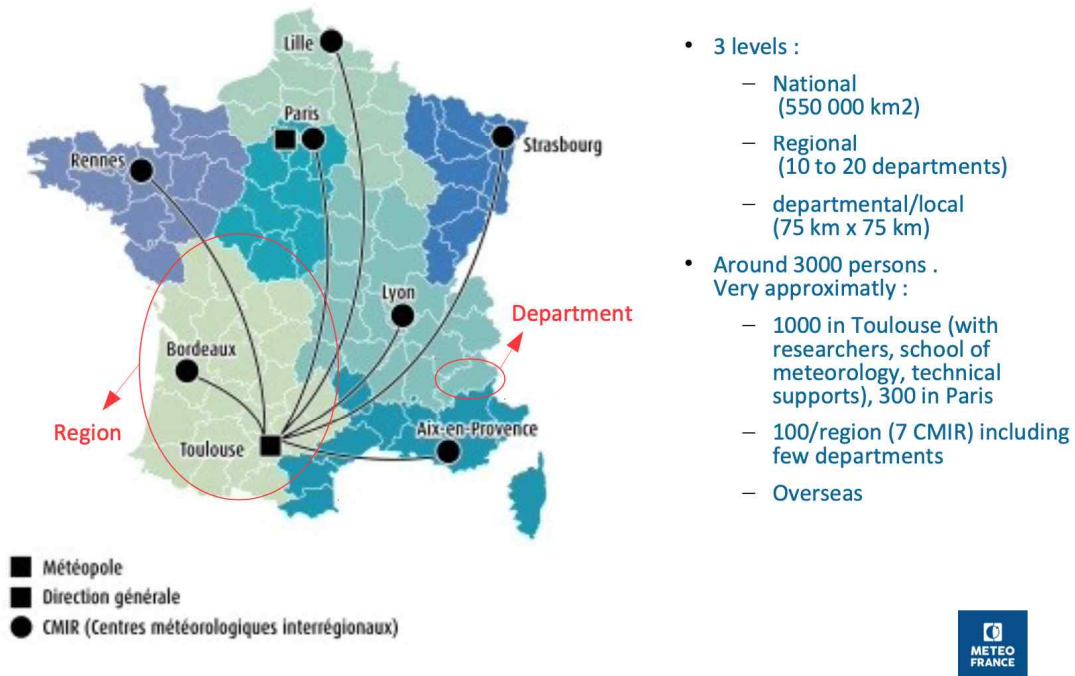 Lille
Paris
Strasbourg
Rennes
Lyon
Department
Bordeaux
Region
Toulouse
Aix-en-Provence
■ Météopole
■ Direction générale
● CMIR (Centres météorologiques interrégionaux)
• 3 levels :
– National
(550 000 km2)
– Regional
(10 to 20 departments)
– departmental/local
(75 km x 75 km)
• Around 3000 persons .
Very approximatly :
– 1000 in Toulouse (with
researchers, school of
meteorology, technical
supports), 300 in Paris
– 100/region (7 CMIR) including
few departments
– Overseas
METEO
FRANCE